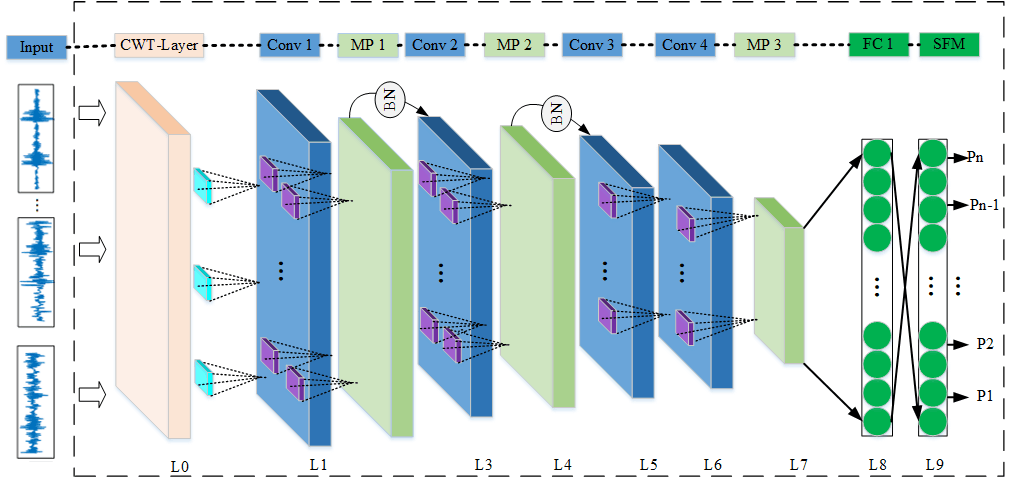 Input
CWT-Layer
Conv 1
MP 1
Conv 2
MP 2
Conv 3
Conv 4
MP 3
FC 1
SFM
BN
BN
Pn
Pn-1
P2
P1
L0
L1
L3
L4
L5
L6
L7
L8
L9